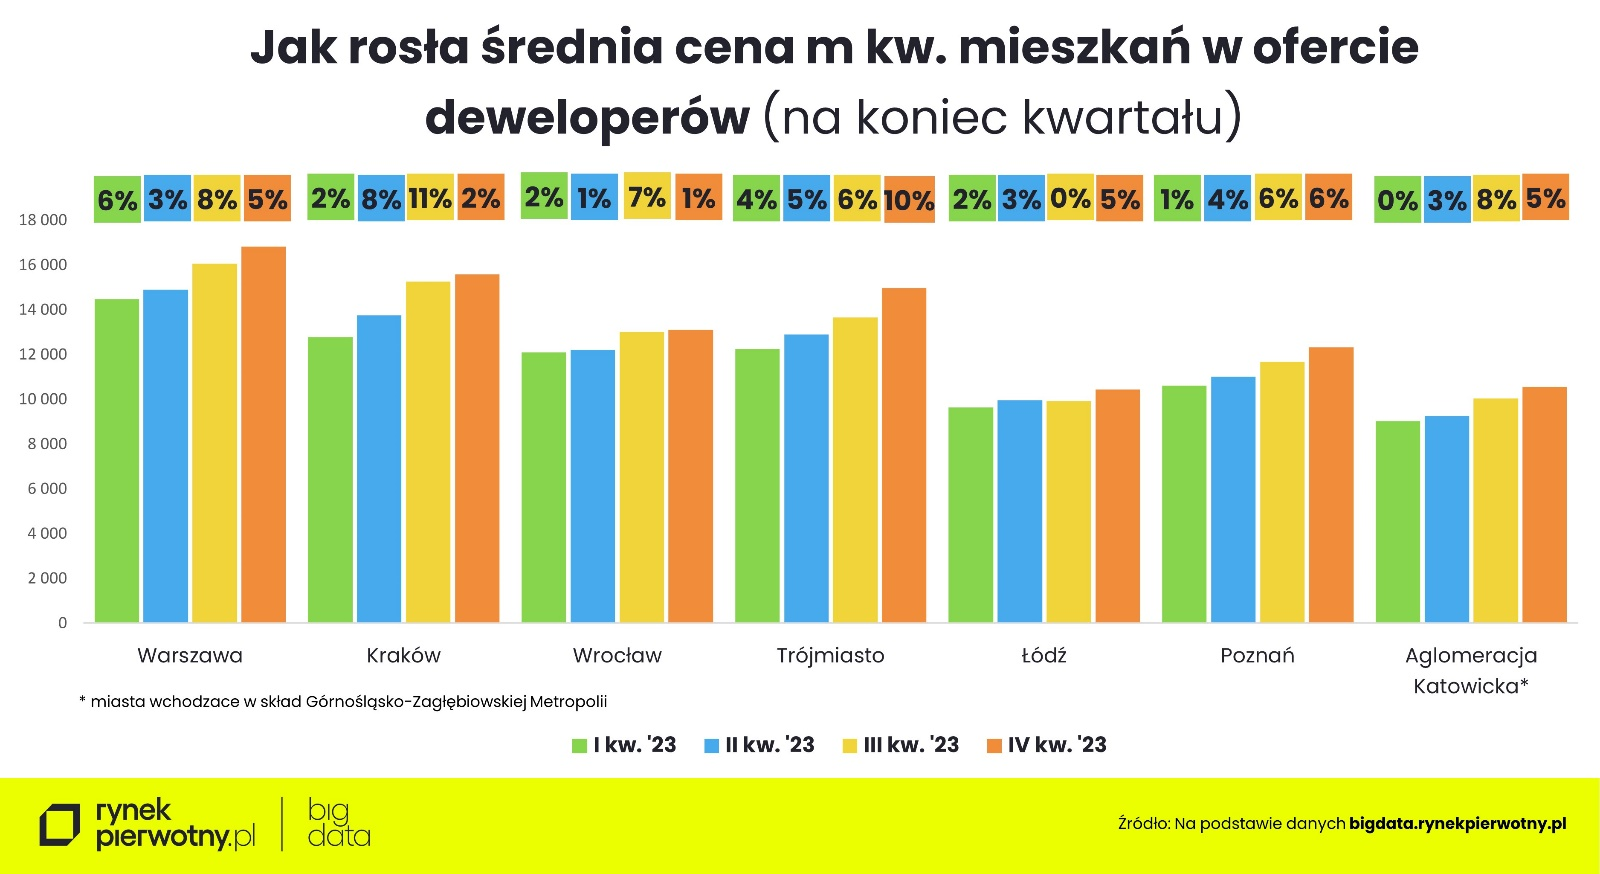 Jak rosła średnia cena m kw. mieszkań w ofercie
deweloperów (na koniec kwartału)
6% 3% 8% 5% 2% 8% 11% 2% 2% 1% 7% 1% 4% 5% 6% 10% 2% 3% 0% 5% 1% 4% 6% 6% 0% 3% 8% 5%
18 000
16 000
14 000
12 000
10 000
8 000
6 000
4 000
2 000
0
Warszawa Kraków Wrocław Trójmiasto Łódź Poznań Aglomeracja
Katowicka*
* miasta wchodzace w skład Górnośląsko-Zagłębiowskiej Metropolii
I kw. '23 II kw. '23 III kw. '23 IV kw. '23
rynek
pierwotny.pl
big
data
Źródło: Na podstawie danych bigdata.rynekpierwotny.pl